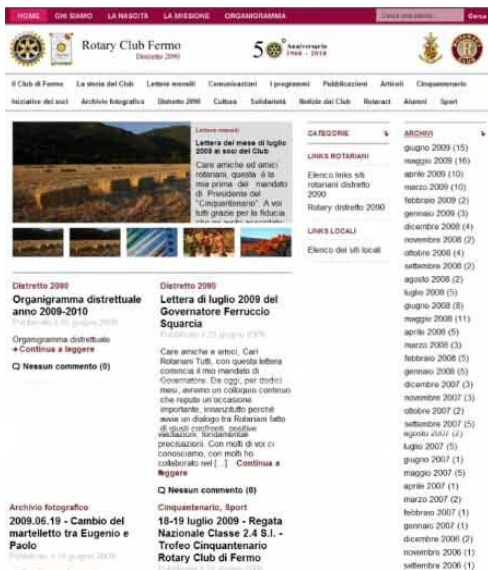 HOME CHI SIAMO LA NASCITA LA MISSIONE ORGANIGRAMMA
Cerca
Rotary Club Fermo
Distretto 2090
50 Anniversario
1960 - 2010
Il Club di Fermo La storia del Club Lettere mensili Comunicazioni I programmi Pubblicazioni Articoli Cinquantenario
Iniziative dei soci Archivio fotografico Distretto 2090 Cultura Solidarietà Notizie dai Club Rotaract Alumni Sport
Lettere mensili
Lettera del mese di luglio
2009 ai soci del Club
Care amiche ed amici
rotariani, questa è la
mia prima del mandato
di Presidente del
"Cinquantenario". A voi
tutti grazie per la fiducia
CATEGORIE
LINKS ROTARIANI
Elenco links siti
rotariani distretto
2090
Rotary distretto 2090
LINKS LOCALI
Elenco dei siti locali
ARCHIVI
giugno 2009 (15)
maggio 2009 (16)
aprile 2009 (10)
marzo 2009 (10)
febbraio 2009 (2)
gennaio 2009 (3)
dicembre 2008 (4)
novembre 2008 (2)
ottobre 2008 (4)
settembre 2008 (2)
agosto 2008 (2)
luglio 2008 (5)
giugno 2008 (8)
maggio 2008 (11)
aprile 2008 (5)
marzo 2008 (3)
febbraio 2008 (5)
gennaio 2008 (5)
dicembre 2007 (3)
novembre 2007 (3)
ottobre 2007 (2)
settembre 2007 (5)
agosto 2007 (2)
luglio 2007 (5)
giugno 2007 (1)
maggio 2007 (5)
aprile 2007 (1)
marzo 2007 (2)
febbraio 2007 (1)
gennaio 2007 (1)
dicembre 2006 (2)
novembre 2006 (1)
settembre 2006 (1)
Distretto 2090
Organigramma distrettuale
anno 2009-2010
Organigramma distrettuale
Continua a leggere
Nessun commento (0)
Distretto 2090
Lettera di luglio 2009 del
Governatore Ferruccio
Squarcia
Care amiche e amici, Cari
Rotariani Tutti, con questa lettera
comincia il mio mandato di
Governatore. Da oggi, per dodici
mesi, avremo un colloquio continuo
che reputo un'occasione
importante, innanzitutto perché
avvia un dialogo tra Rotariani fatto
di giusti confronti, positive
valutazioni, fondamentali
precisazioni. Con molti di voi ci
conosciamo, con molti ho
collaborato nel [...] Continua a
leggere
Nessun commento (0)
Archivio fotografico
2009.06.19 - Cambio del
martelletto tra Eugenio e
Paolo
Cinquantenario, Sport
18-19 luglio 2009 - Regata
Nazionale Classe 2.4 S.I. -
Trofeo Cinquantenario
Rotary Club di Fermo